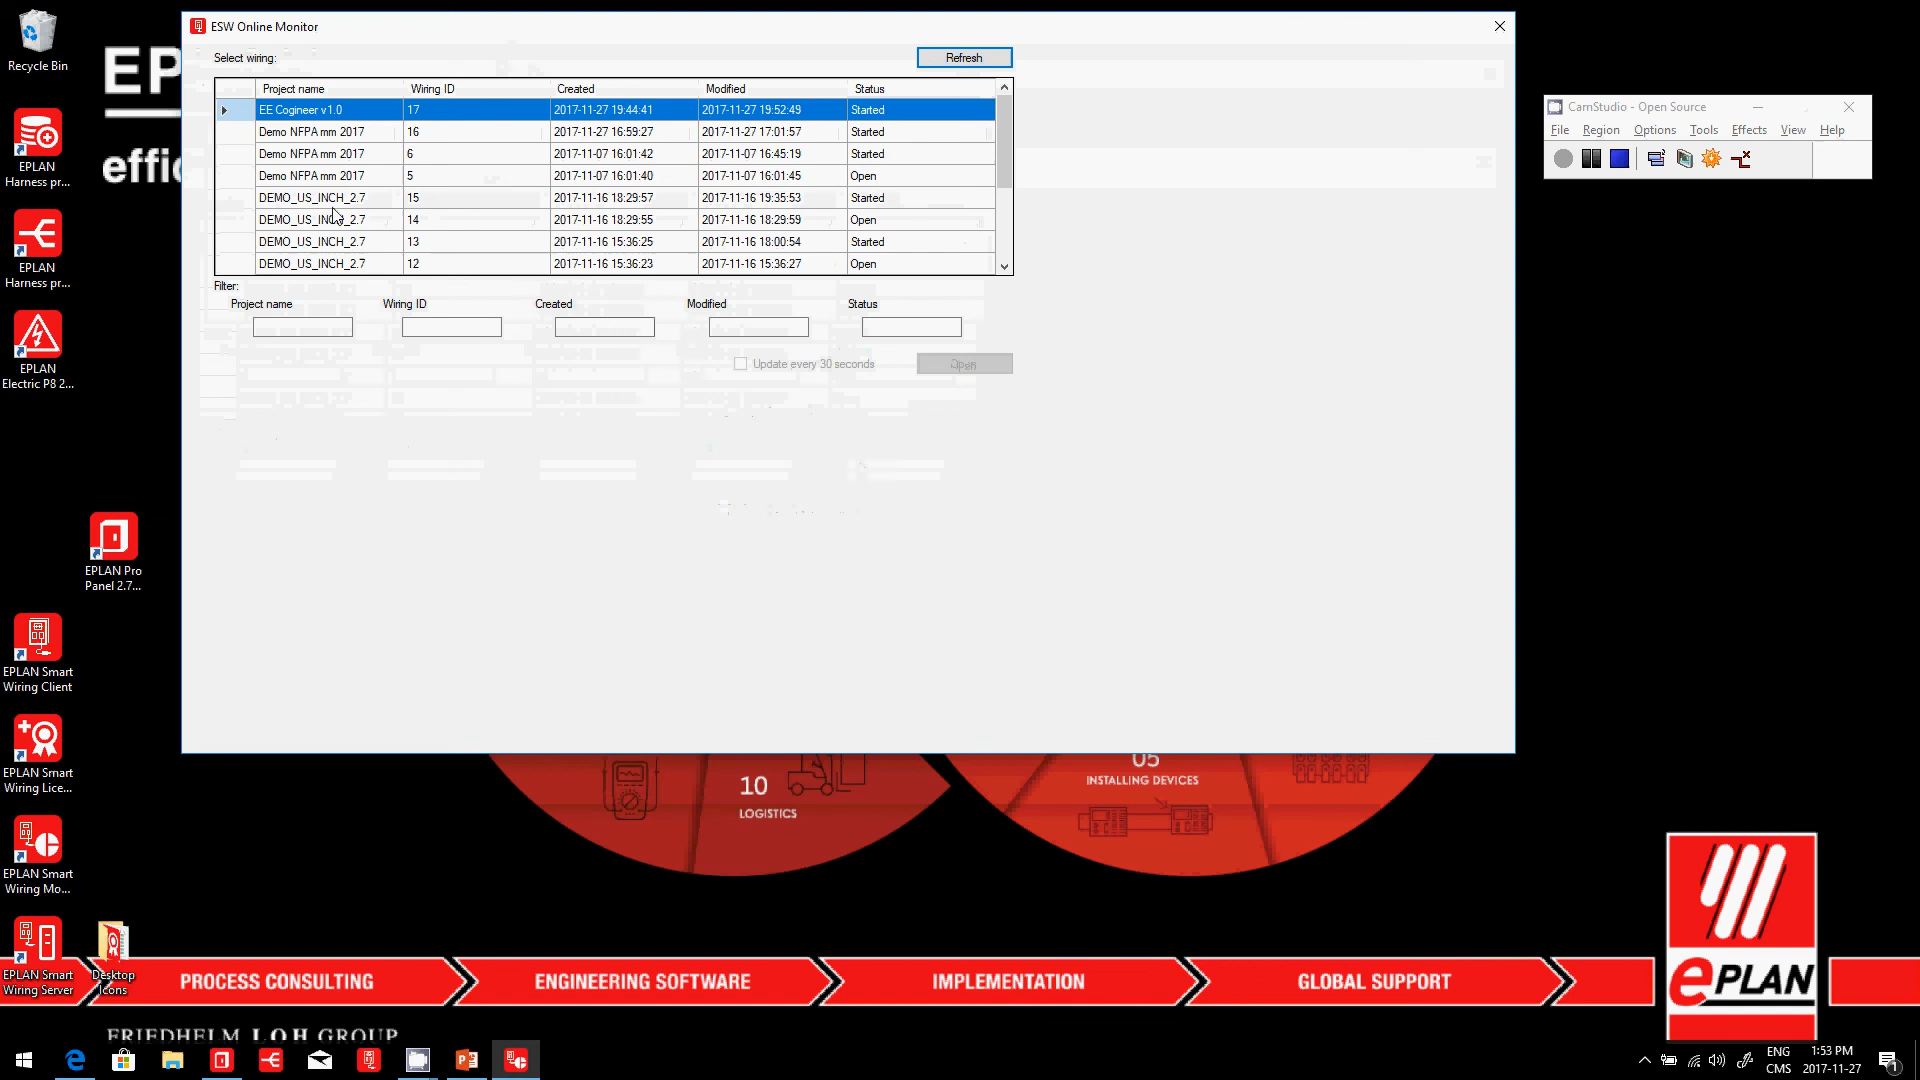 ESW Online Monitor
Select wiring:
Refresh
Project name Wiring ID Created Modified Status
EE Cogineer v1.0 17 2017-11-27 19:44:41 2017-11-27 19:52:49 Started
Demo NFPA mm 2017 16 2017-11-27 16:59:27 2017-11-27 17:01:57 Started
Demo NFPA mm 2017 6 2017-11-07 16:01:42 2017-11-07 16:45:19 Started
Demo NFPA mm 2017 5 2017-11-07 16:01:40 2017-11-07 16:01:45 Open
DEMO_US_INCH_2.7 15 2017-11-16 18:29:57 2017-11-16 19:35:53 Started
DEMO_US_INCH_2.7 14 2017-11-16 18:29:55 2017-11-16 18:29:59 Open
DEMO_US_INCH_2.7 13 2017-11-16 15:36:25 2017-11-16 18:00:54 Started
DEMO_US_INCH_2.7 12 2017-11-16 15:36:23 2017-11-16 15:36:27 Open
Filter:
Project name Wiring ID Created Modified Status
Update every 30 seconds
Open
CamStudio - Open Source
File Region Options Tools Effects View Help
Recycle Bin
EP
effic
EPLAN
Harness pr...
EPLAN
Harness pr...
EPLAN
Electric P8 2...
EPLAN Pro
Panel 2.7...
EPLAN Smart
Wiring Client
EPLAN Smart
Wiring Lice...
EPLAN Smart
Wiring Mo...
EPLAN Smart
Wiring Server
Desktop
Icons
10
LOGISTICS
05
INSTALLING DEVICES
PROCESS CONSULTING
ENGINEERING SOFTWARE
IMPLEMENTATION
GLOBAL SUPPORT
ePLAN
FRIEDHELM LOH GROUP
ENG
CMS
1:53 PM
2017-11-27
1